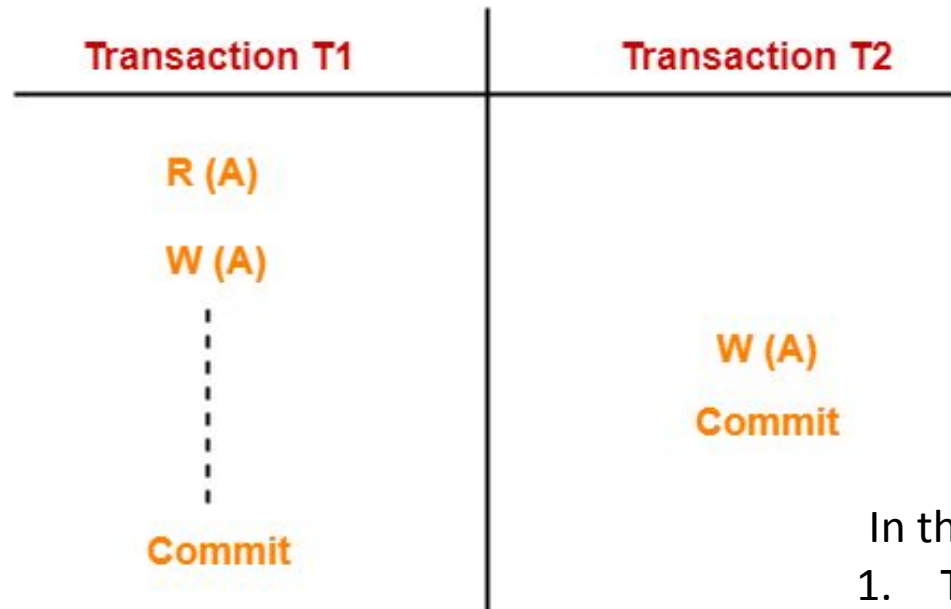 Transaction T1 Transaction T2
R (A)
W (A)
W (A)
Commit
Commit
In th
1. T